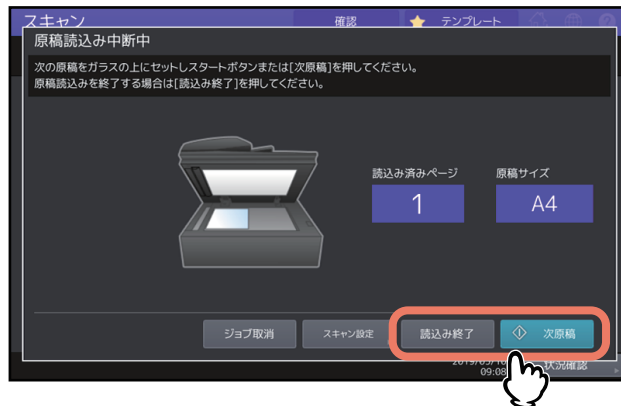 スキャン
確認
テンプレート
原稿読込み中断中
次の原稿をガラスの上にセットしスタートボタンまたは[次原稿]を押してください。
原稿読込みを終了する場合は[読込み終了]を押してください。
読込み済みページ
原稿サイズ
1
A4
ジョブ取消
スキャン設定
読込み終了
次原稿
09:08
状況確認